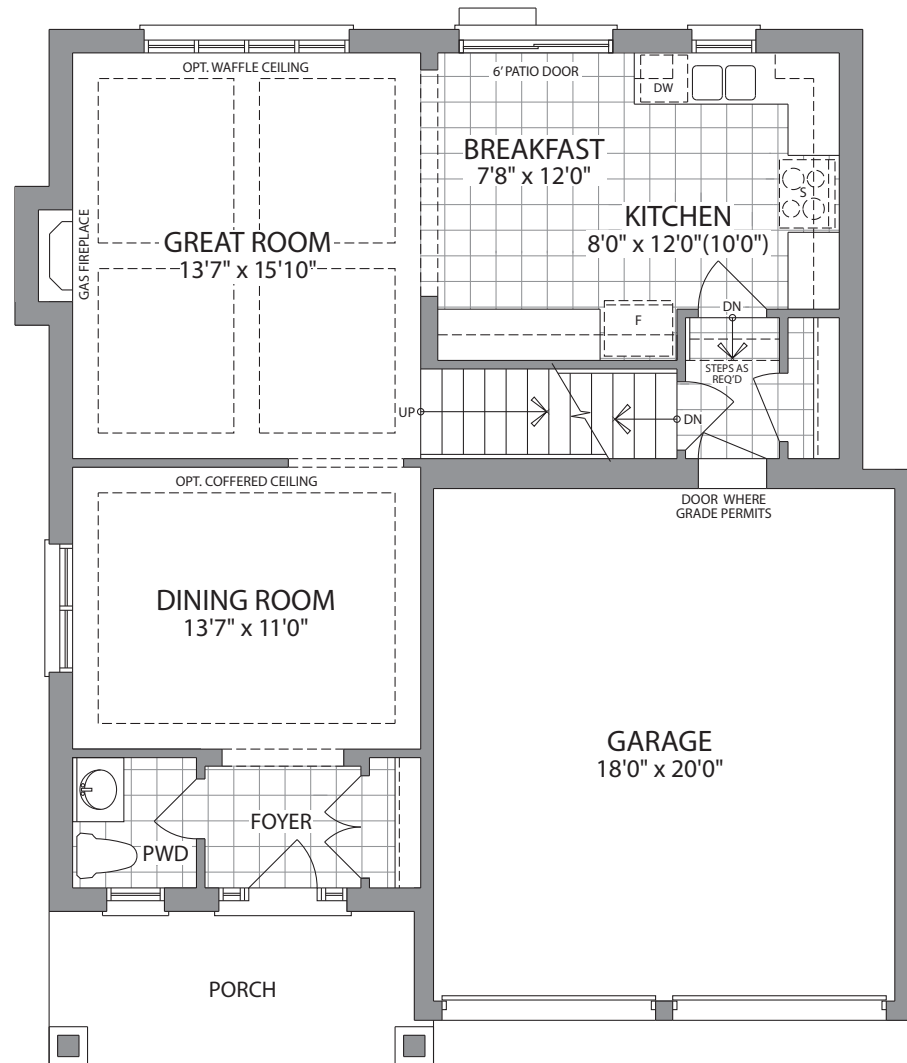 OPT. WAFFLE CEILING
6' PATIO DOOR
DW
BREAKFAST
7'8" x 12'0"
S
KITCHEN
8'0" x 12'0"(10'0")
GAS FIREPLACE
GREAT ROOM
13'7" x 15'10"
DN
F
STEPS AS
REQ'D
UP
DN
OPT. COFFERED CEILING
DOOR WHERE
GRADE PERMITS
DINING ROOM
13'7" x 11'0"
GARAGE
18'0" x 20'0"
FOYER
PWD
PORCH